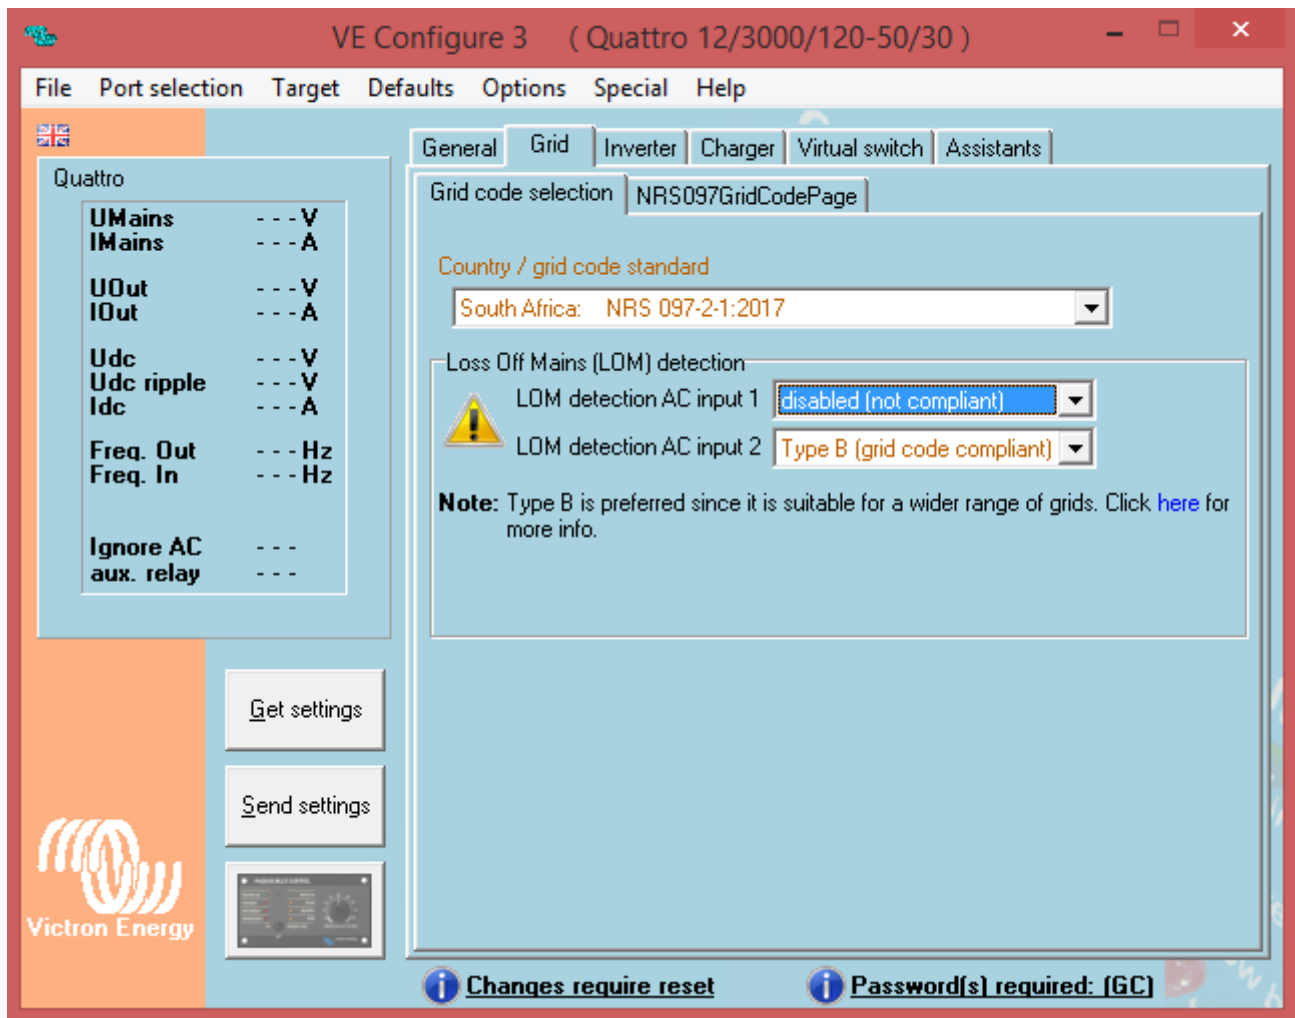 VE Configure 3 ( Quattro 12/3000/120-50/30 )
File Port selection Target Defaults Options Special Help
General Grid Inverter Charger Virtual switch Assistants
Quattro
Grid code selection NRS097GridCodePage
UMains - - - V
IMains - - - A
UOut - - - V
IOut - - - A
Udc - - - V
Udc ripple - - - V
Idc - - - A
Freq. Out - - - Hz
Freq. In - - - Hz
Ignore AC - - -
aux. relay - - -
Country / grid code standard
South Africa: NRS 097-2-1:2017
Loss Off Mains (LOM) detection
LOM detection AC input 1 disabled (not compliant)
LOM detection AC input 2 Type B (grid code compliant)
Note: Type B is preferred since it is suitable for a wider range of grids. Click here for
more info.
Get settings
Send settings
Victron Energy
Changes require reset
Password(s) required: (GC)